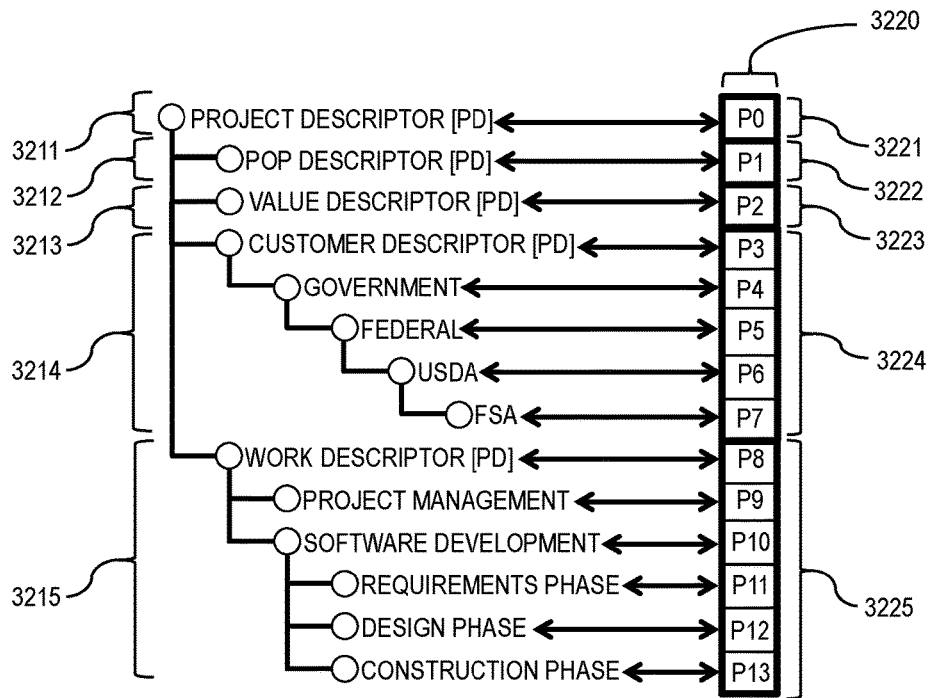 3220
PROJECT DESCRIPTOR [PD] P0
3211 3221
POP DESCRIPTOR [PD] P1
3212 3222
VALUE DESCRIPTOR [PD] P2
3213 3223
CUSTOMER DESCRIPTOR [PD] P3
GOVERNMENT P4
FEDERAL P5
3214 3224
USDA P6
FSA P7
WORK DESCRIPTOR [PD] P8
PROJECT MANAGEMENT P9
SOFTWARE DEVELOPMENT P10
REQUIREMENTS PHASE P11
3215 3225
DESIGN PHASE P12
CONSTRUCTION PHASE P13